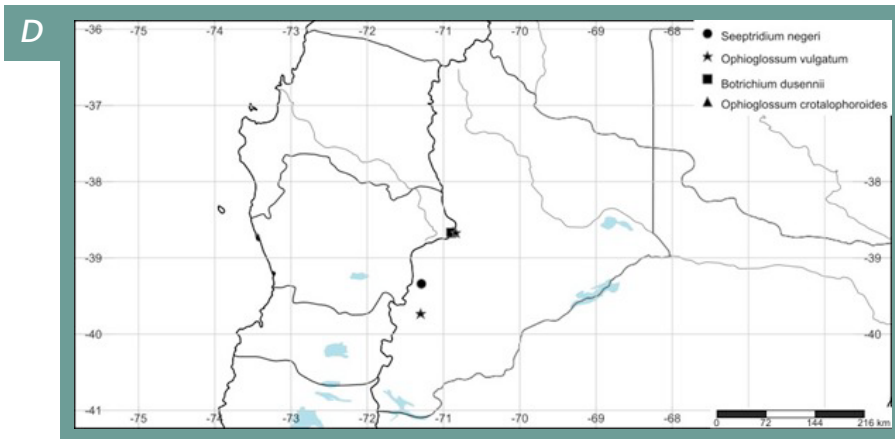 D
-36 -74 -73 -72 -71 -70 -69 -68
Seeptridium negeri
Ophioglossum vulgatum
Botrichium dusennii
Ophioglossum crotalophoroides
-37
-38 -38
-39 -39
-40 -40
-41
-75 -74 -73 -72 -71 -70 -69 -68
0 72 144 216 km